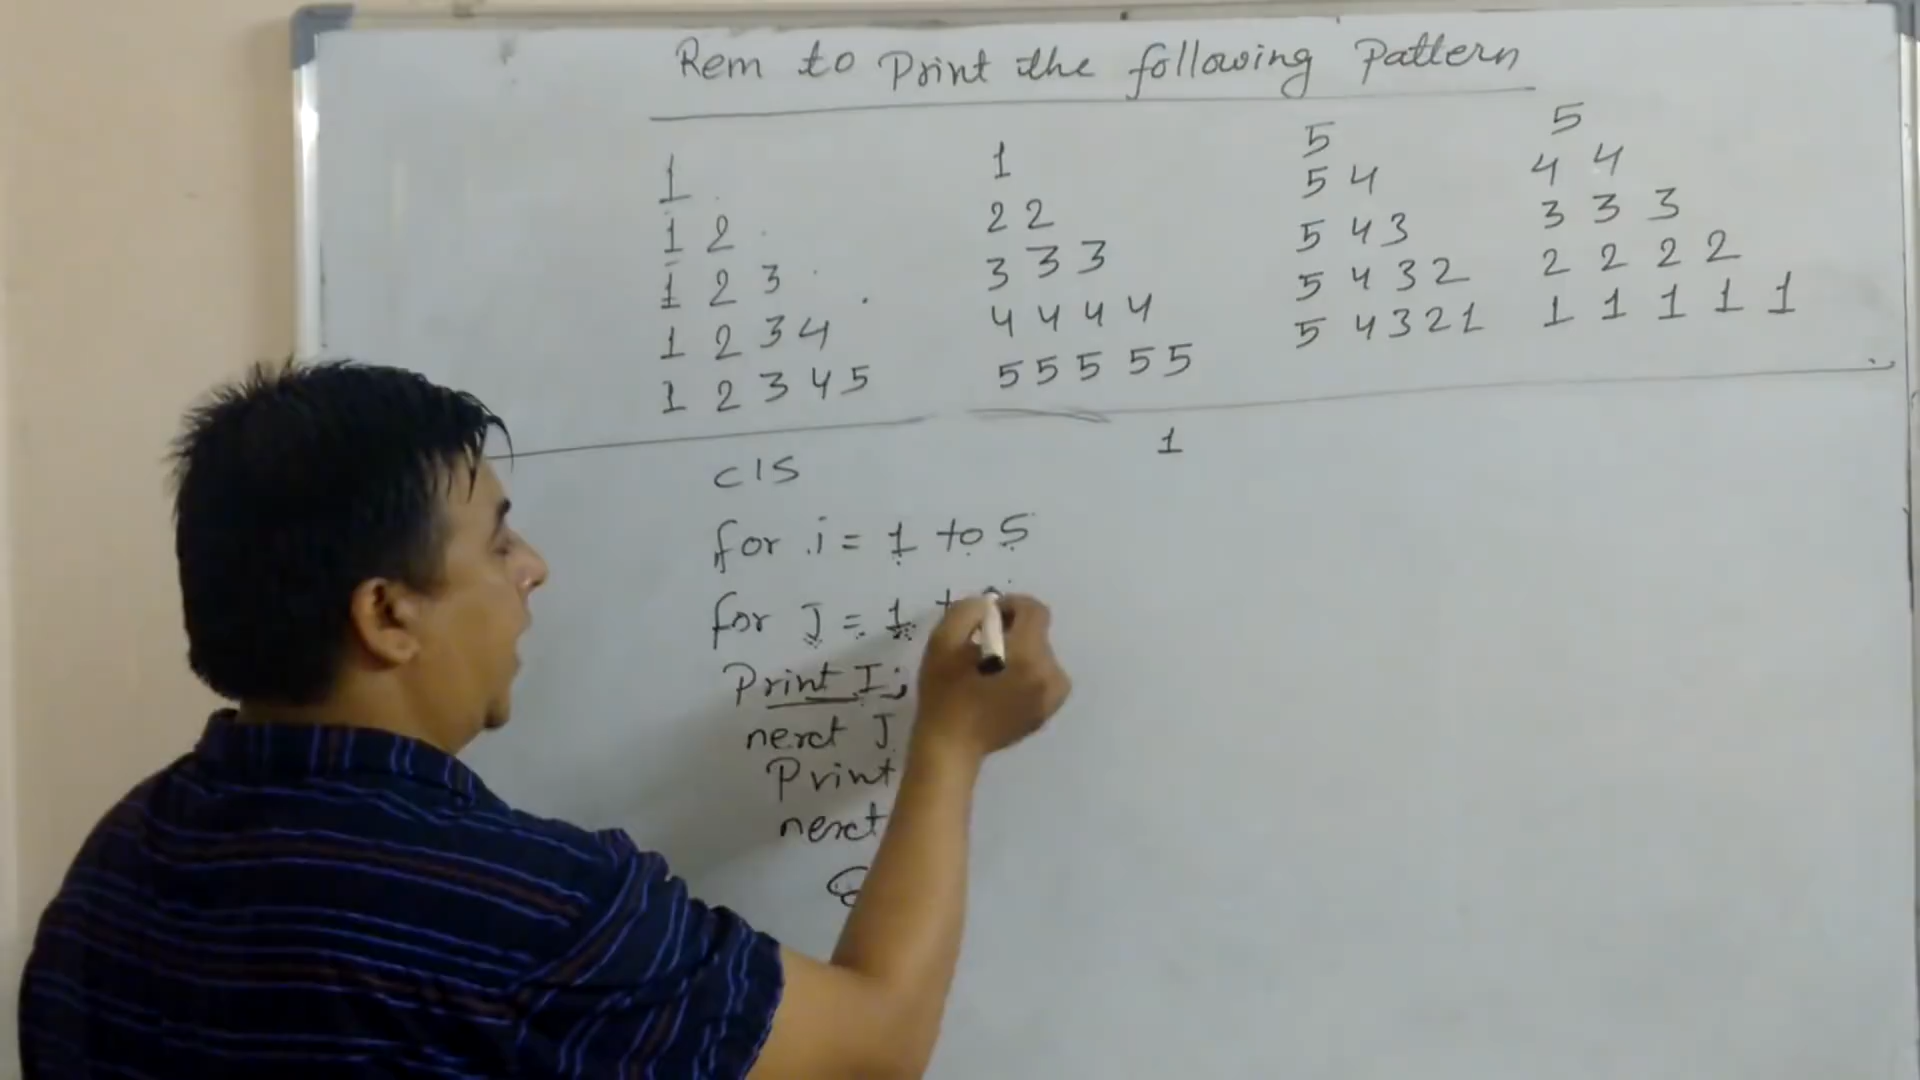 Rem to Print the following Pattern
1
1 2
1 2 3
1 2 3 4
1 2 3 4 5
1
2 2
3 3 3
4 4 4 4
5 5 5 5 5
5
5 4
5 4 3
5 4 3 2
5 4 3 2 1
5
4 4
3 3 3
2 2 2 2
1 1 1 1 1
cls
for i = 1 to 5
for J = 1
Print I;
next J
Print
next
1